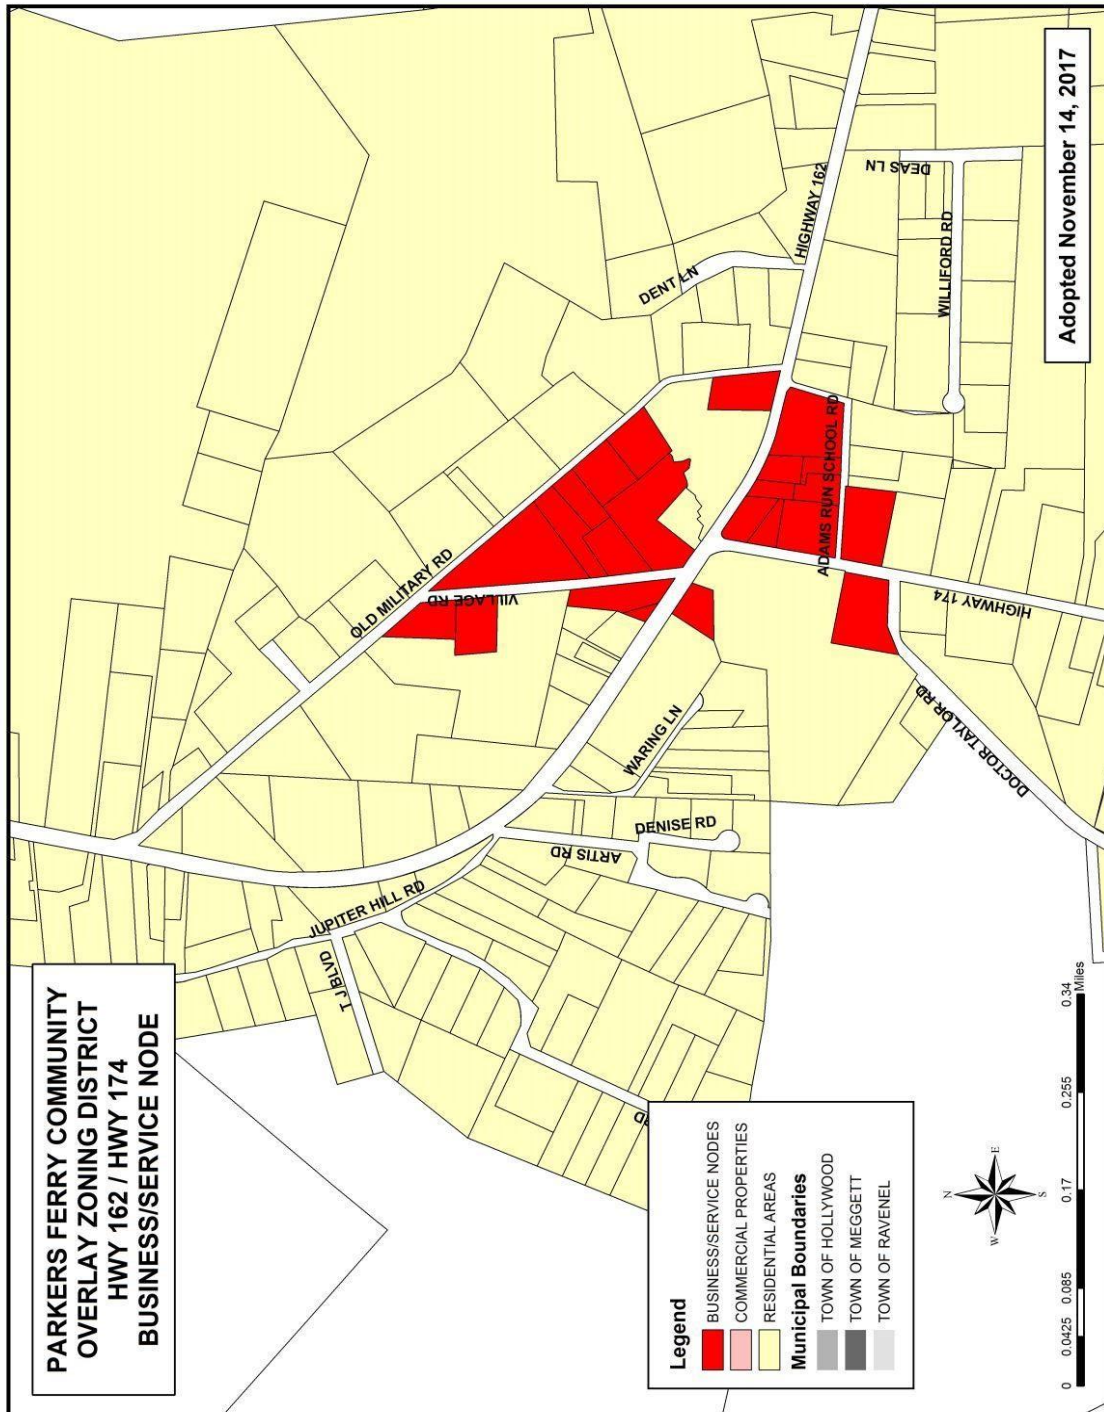 PARKERS FERRY COMMUNITY
OVERLAY ZONING DISTRICT
HWY 162 / HWY 174
BUSINESS/SERVICE NODE
Adopted November 14, 2017
HIGHWAY 162
DEAS LN
WILLIFORD RD
DENT LN
OLD MILITARY RD
VILLAGE RD
ADAMS RUN SCHOOL RD
HIGHWAY 174
DOCTOR TAYLOR RD
WARING LN
DENISE RD
ARTIS RD
JUPITER HILL RD
T J BLVD
RD
Legend
BUSINESS/SERVICE NODES
COMMERCIAL PROPERTIES
RESIDENTIAL AREAS
Municipal Boundaries
TOWN OF HOLLYWOOD
TOWN OF MEGGETT
TOWN OF RAVENEL
N
W
E
S
0 0.0425 0.085 0.17 0.255 0.34
Miles